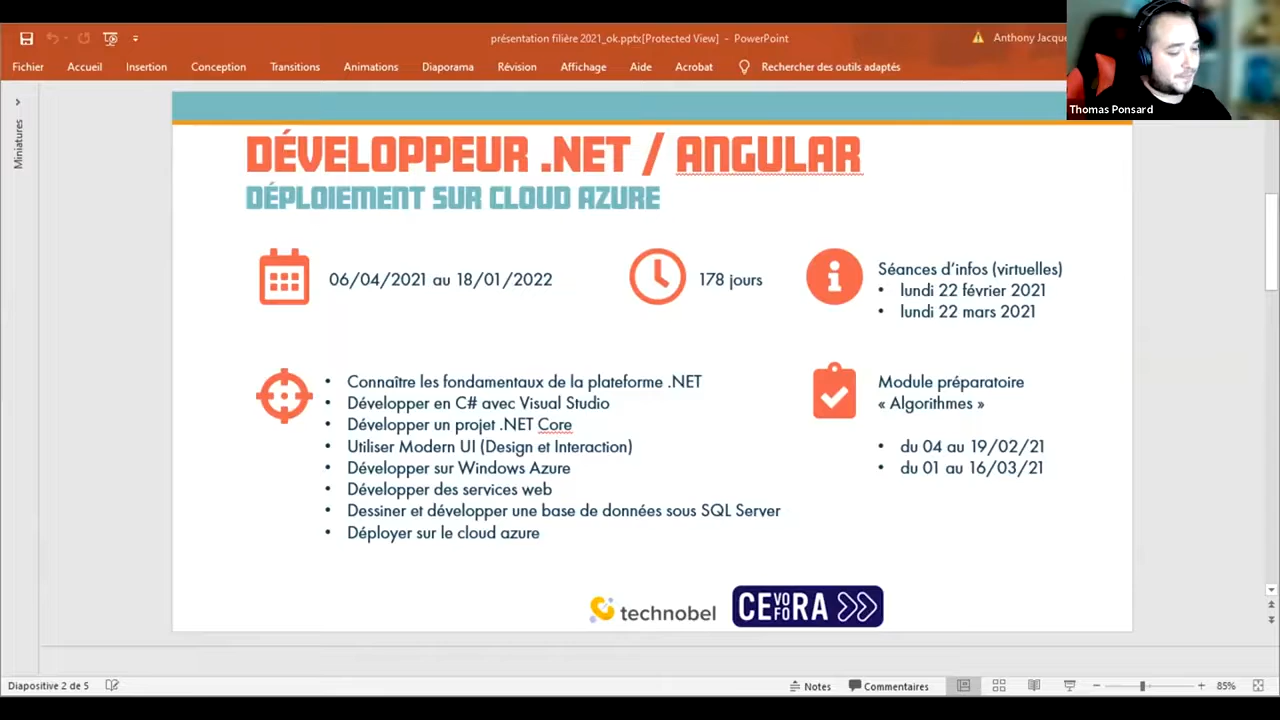 présentation filière 2021_ok.pptx[Protected View] - PowerPoint
Anthony Jacque
Fichier Accueil Insertion Conception Transitions Animations Diaporama Révision Affichage Aide Acrobat Rechercher des outils adaptés
Thomas Ponsard
Miniatures
DÉVELOPPEUR .NET / ANGULAR
DÉPLOIEMENT SUR CLOUD AZURE
06/04/2021 au 18/01/2022
178 jours
Séances d'infos (virtuelles)
• lundi 22 février 2021
• lundi 22 mars 2021
• Connaître les fondamentaux de la plateforme .NET
• Développer en C# avec Visual Studio
• Développer un projet .NET Core
• Utiliser Modern UI (Design et Interaction)
• Développer sur Windows Azure
• Développer des services web
• Dessiner et développer une base de données sous SQL Server
• Déployer sur le cloud azure
Module préparatoire
« Algorithmes »
• du 04 au 19/02/21
• du 01 au 16/03/21
technobel
CEVOFORA
Diapositive 2 de 5
Notes Commentaires 85%